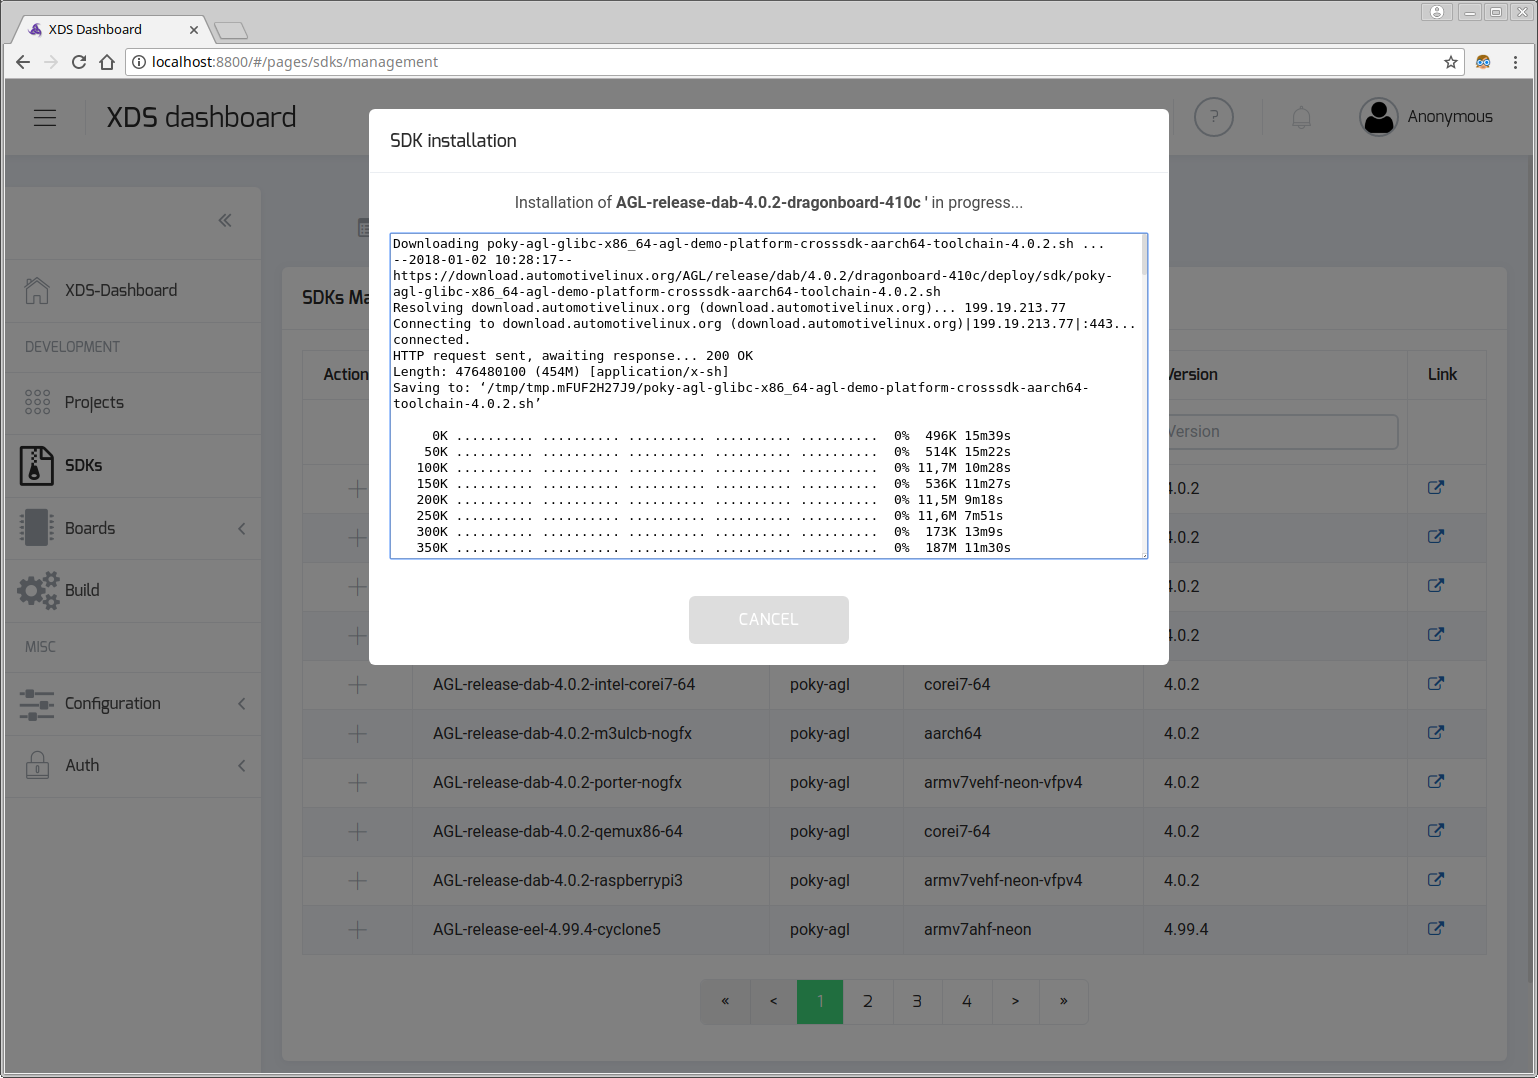 XDS Dashboard
localhost:8800/#/pages/sdks/management
XDS dashboard
?
Anonymous
SDK installation
Installation of AGL-release-dab-4.0.2-dragonboard-410c ' in progress...
Downloading poky-agl-glibc-x86_64-agl-demo-platform-crosssdk-aarch64-toolchain-4.0.2.sh ...
--2018-01-02 10:28:17--
https://download.automotivelinux.org/AGL/release/dab/4.0.2/dragonboard-410c/deploy/sdk/poky-
agl-glibc-x86_64-agl-demo-platform-crosssdk-aarch64-toolchain-4.0.2.sh
Resolving download.automotivelinux.org (download.automotivelinux.org)... 199.19.213.77
Connecting to download.automotivelinux.org (download.automotivelinux.org)|199.19.213.77|:443...
connected.
HTTP request sent, awaiting response... 200 OK
Length: 476480100 (454M) [application/x-sh]
Saving to: ‘/tmp/tmp.mFUF2H27J9/poky-agl-glibc-x86_64-agl-demo-platform-crosssdk-aarch64-
toolchain-4.0.2.sh’
0K .......... .......... .......... .......... .......... 0% 496K 15m39s
50K .......... .......... .......... .......... .......... 0% 514K 15m22s
100K .......... .......... .......... .......... .......... 0% 11,7M 10m28s
150K .......... .......... .......... .......... .......... 0% 536K 11m27s
200K .......... .......... .......... .......... .......... 0% 11,5M 9m18s
250K .......... .......... .......... .......... .......... 0% 11,6M 7m51s
300K .......... .......... .......... .......... .......... 0% 173K 13m9s
350K .......... .......... .......... .......... .......... 0% 187M 11m30s
CANCEL
XDS-Dashboard
DEVELOPMENT
Projects
SDKs
Boards
Build
MISC
Configuration
Auth
SDKs Ma
Action Version Link
Version
4.0.2
4.0.2
4.0.2
4.0.2
AGL-release-dab-4.0.2-intel-corei7-64 poky-agl corei7-64 4.0.2
AGL-release-dab-4.0.2-m3ulcb-nogfx poky-agl aarch64 4.0.2
AGL-release-dab-4.0.2-porter-nogfx poky-agl armv7vehf-neon-vfpv4 4.0.2
AGL-release-dab-4.0.2-qemux86-64 poky-agl corei7-64 4.0.2
AGL-release-dab-4.0.2-raspberrypi3 poky-agl armv7vehf-neon-vfpv4 4.0.2
AGL-release-eel-4.99.4-cyclone5 poky-agl armv7ahf-neon 4.99.4
« < 1 2 3 4 > »